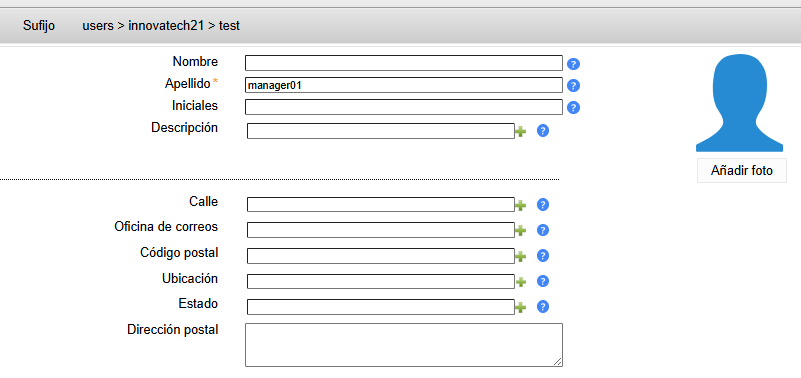 Sufijo users > innovatech21 > test
Nombre ?
Apellido * manager01 ?
Iniciales ?
Descripción ?
Añadir foto
Calle ?
Oficina de correos ?
Código postal ?
Ubicación ?
Estado ?
Dirección postal